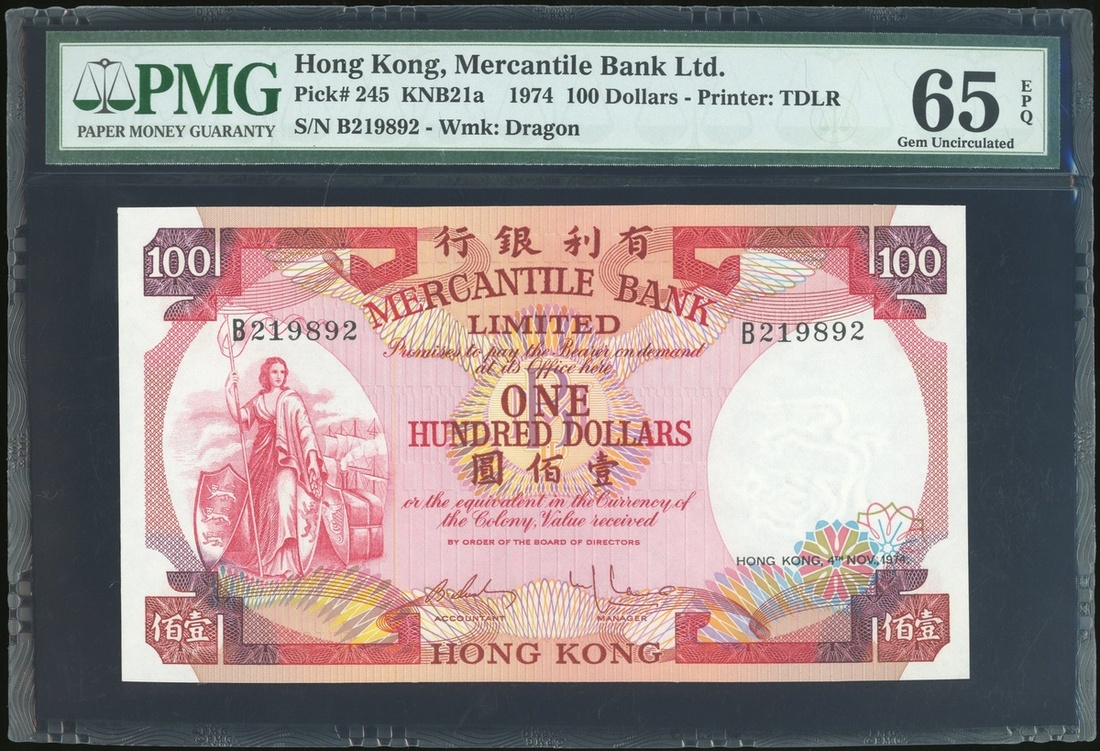 PMG
PAPER MONEY GUARANTY
Hong Kong, Mercantile Bank Ltd.
Pick# 245 KNB21a 1974 100 Dollars - Printer: TDLR
S/N B219892 - Wmk: Dragon
65 EPQ
Gem Uncirculated
行銀利有
100
100
MERCANTILE BANK
LIMITED
B219892
B219892
Promises to pay the Bearer on demand
at its Office here
ONE
HUNDRED DOLLARS
圓佰壹
or the equivalent in the Currency of
the Colony, Value received
BY ORDER OF THE BOARD OF DIRECTORS
HONG KONG, 4TH NOV, 1974.
ACCOUNTANT
MANAGER
佰壹
佰壹
HONG KONG